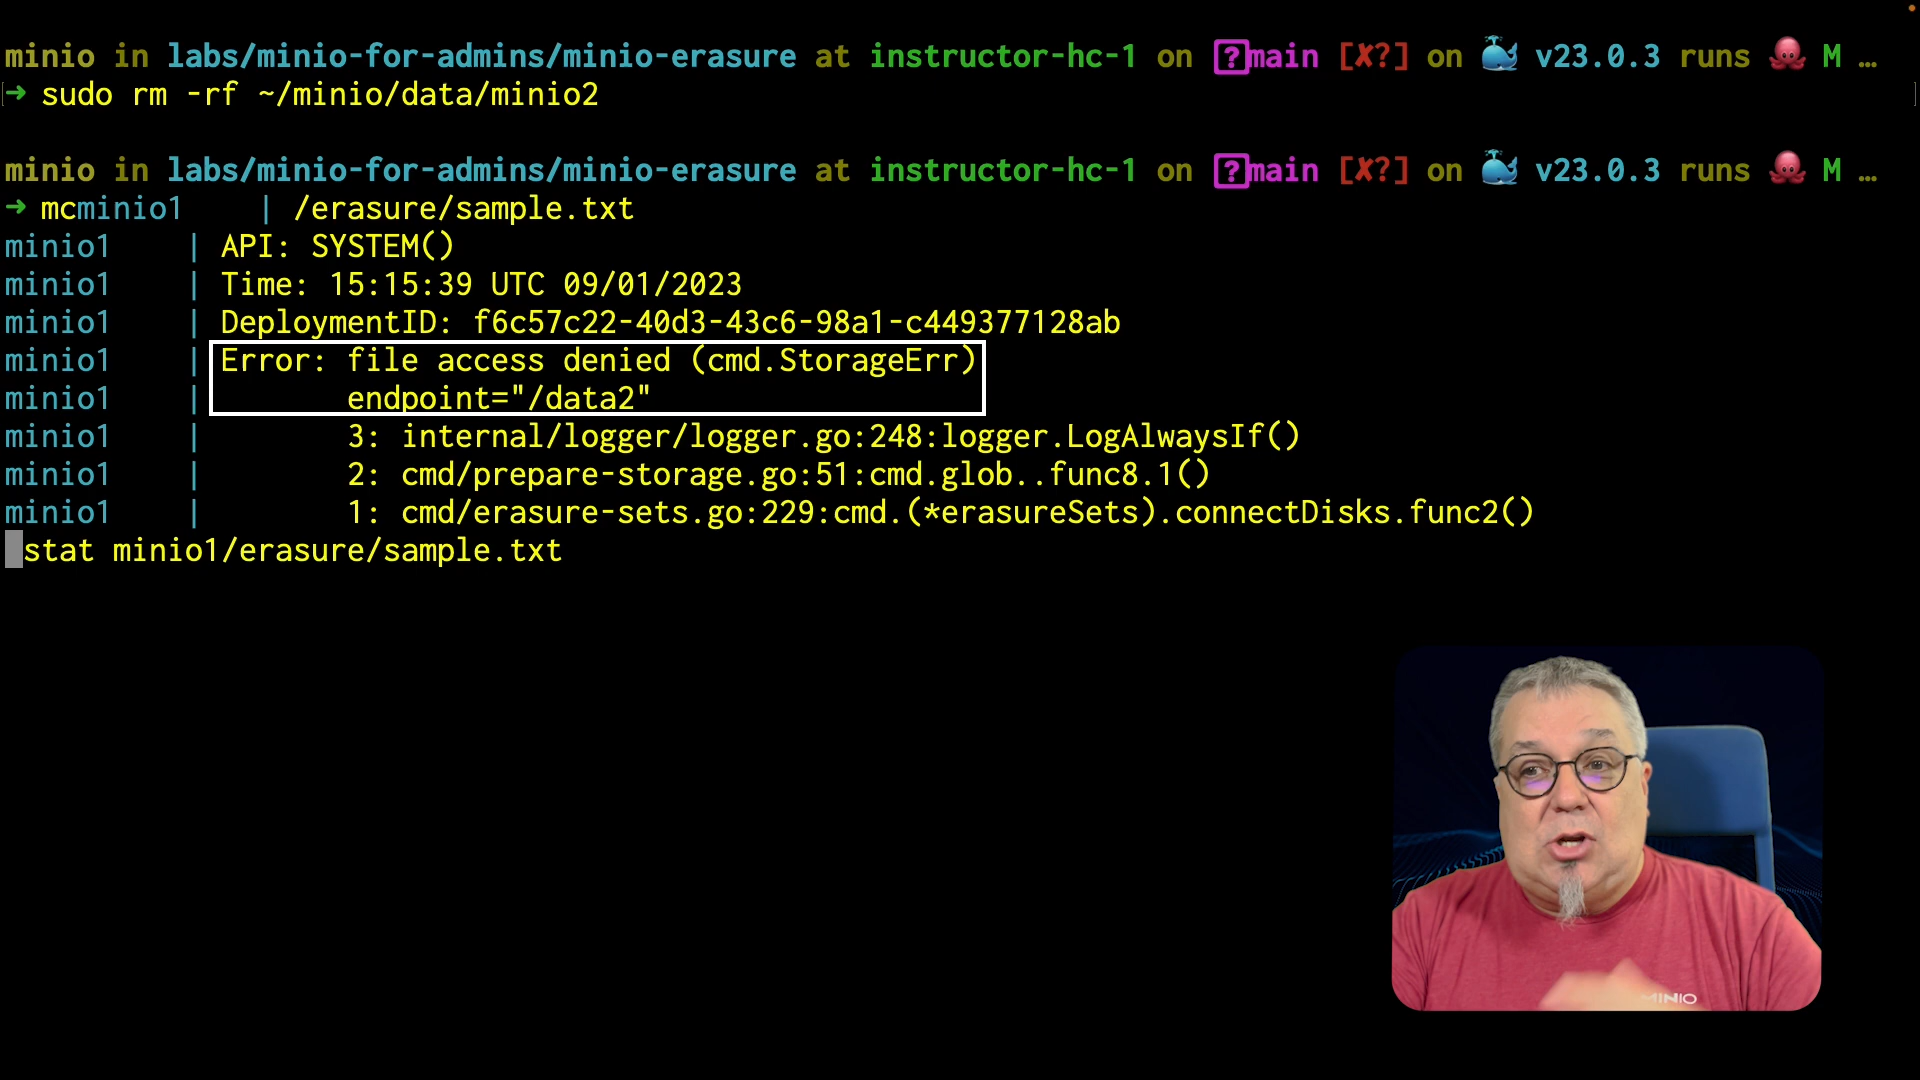 minio in labs/minio-for-admins/minio-erasure at instructor-hc-1 on [?]main [✘?] on 🐳 v23.0.3 runs 🐙 M …
➜ sudo rm -rf ~/minio/data/minio2
minio in labs/minio-for-admins/minio-erasure at instructor-hc-1 on [?]main [✘?] on 🐳 v23.0.3 runs 🐙 M …
➜ mcminio1    | /erasure/sample.txt
minio1    | API: SYSTEM()
minio1    | Time: 15:15:39 UTC 09/01/2023
minio1    | DeploymentID: f6c57c22-40d3-43c6-98a1-c449377128ab
minio1    | Error: file access denied (cmd.StorageErr)
minio1    |        endpoint="/data2"
minio1    |        3: internal/logger/logger.go:248:logger.LogAlwaysIf()
minio1    |        2: cmd/prepare-storage.go:51:cmd.glob..func8.1()
minio1    |        1: cmd/erasure-sets.go:229:cmd.(*erasureSets).connectDisks.func2()
stat minio1/erasure/sample.txt
MINIO